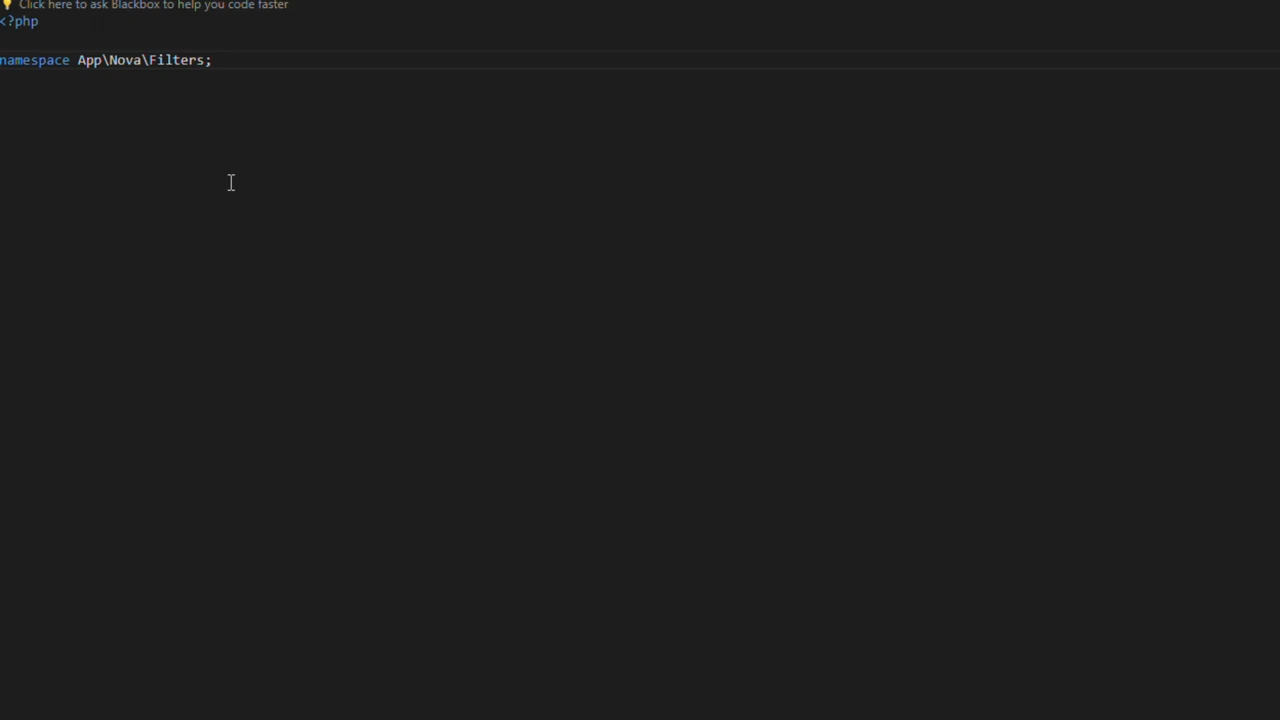 Click here to ask Blackbox to help you code faster
<?php
namespace App\Nova\Filters;